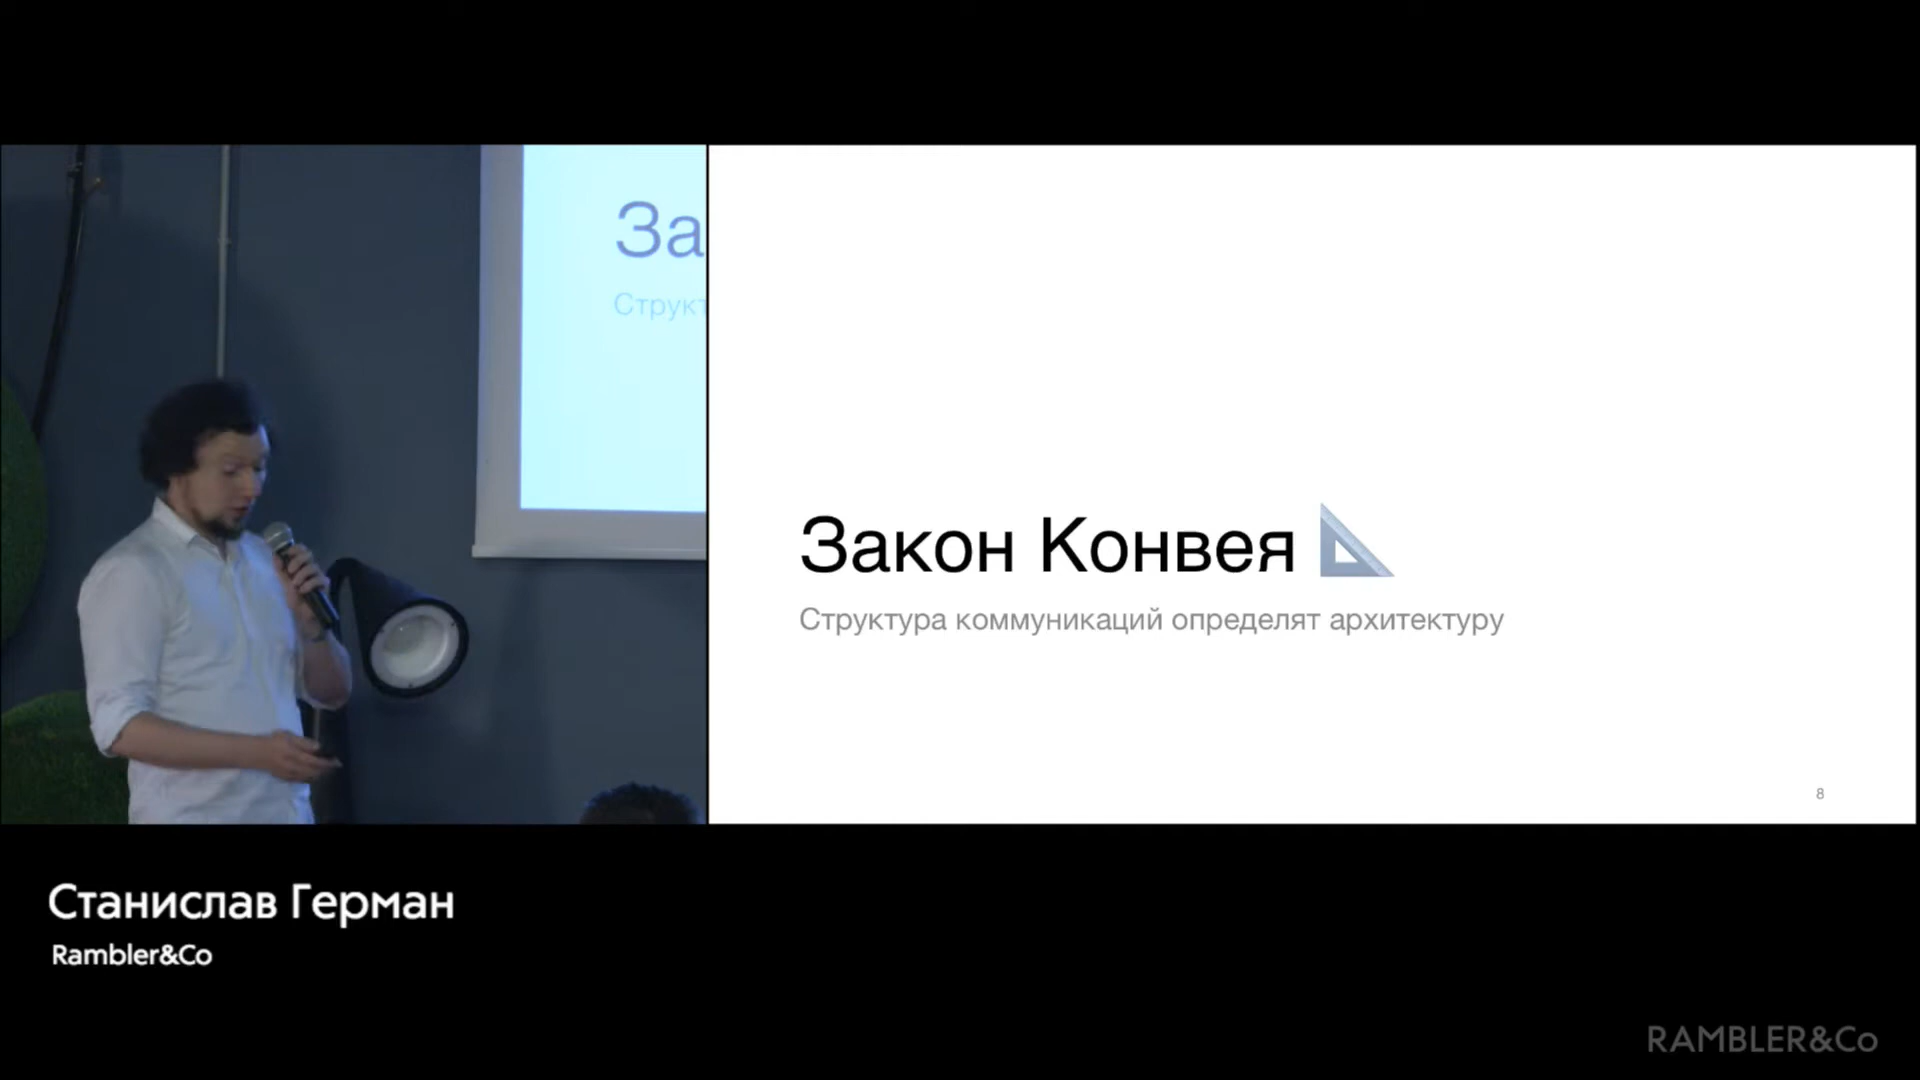 За
Структ
Закон Конвея
Структура коммуникаций определят архитектуру
8
Станислав Герман
Rambler&Co
RAMBLER&Co